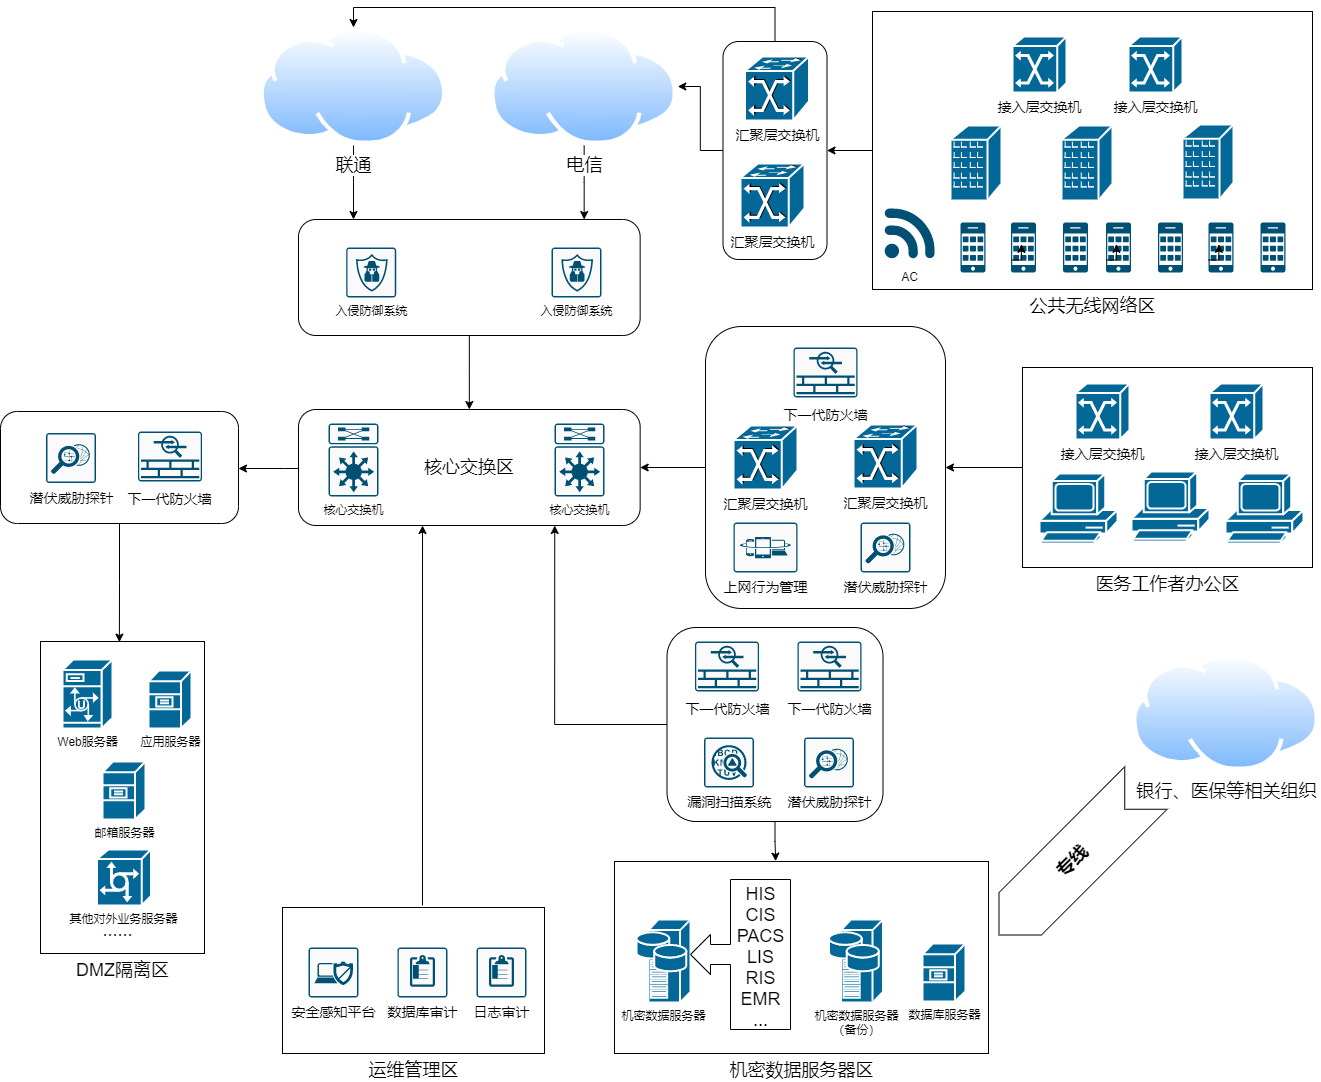 接入层交换机
接入层交换机
汇聚层交换机
联通
电信
汇聚层交换机
AC
公共无线网络区
入侵防御系统
入侵防御系统
下一代防火墙
接入层交换机
接入层交换机
核心交换区
潜伏威胁探针
下一代防火墙
核心交换机
核心交换机
汇聚层交换机
汇聚层交换机
上网行为管理
潜伏威胁探针
医务工作者办公区
下一代防火墙
下一代防火墙
Web服务器
应用服务器
漏洞扫描系统
潜伏威胁探针
银行、医保等相关组织
邮箱服务器
专线
其他对外业务服务器
……
DMZ隔离区
HIS
CIS
PACS
LIS
RIS
EMR
...
安全感知平台
数据库审计
日志审计
机密数据服务器
机密数据服务器
（备份）
数据库服务器
运维管理区
机密数据服务器区